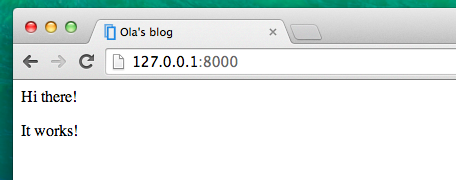 Ola's blog
127.0.0.1:8000
Hi there!
It works!